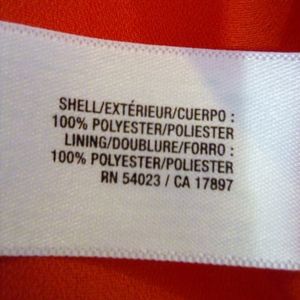 SHELL/EXTÉRIEUR/CUERPO :
100% POLYESTER/POLIESTER
LINING/DOUBLURE/FORRO :
100% POLYESTER/POLIESTER
RN 54023 / CA 17897